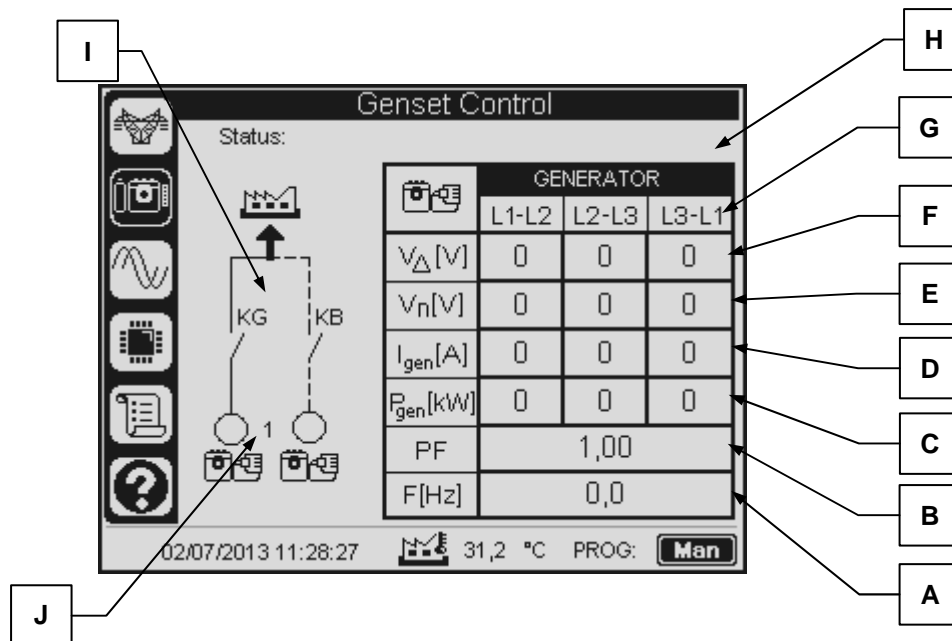 I
H
Genset Control
Status:
G
GENERATOR
L1-L2 L2-L3 L3-L1
F
V△[V] 0 0 0
E
Vn[V] 0 0 0
KG KB
D
Igen[A] 0 0 0
C
Pgen[kW] 0 0 0
1
PF 1,00
B
F[Hz] 0,0
02/07/2013 11:28:27 31,2 °C PROG: Man
A
J